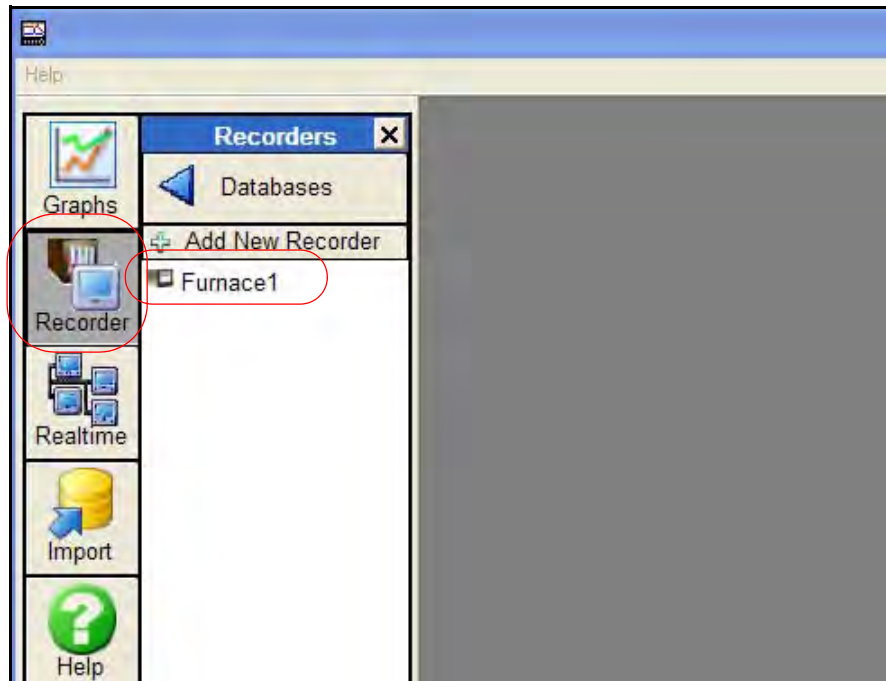 Help
Recorders
Databases
Add New Recorder
Furnace1
Graphs
Recorder
Realtime
Import
Help